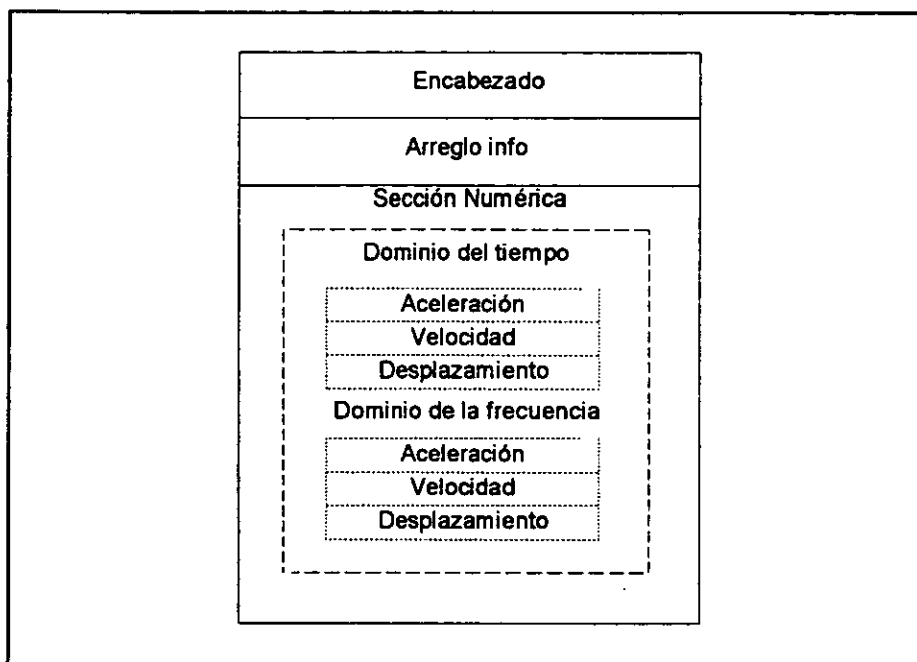 Encabezado
Arreglo info
Sección Numérica
Dominio del tiempo
Aceleración
Velocidad
Desplazamiento
Dominio de la frecuencia
Aceleración
Velocidad
Desplazamiento